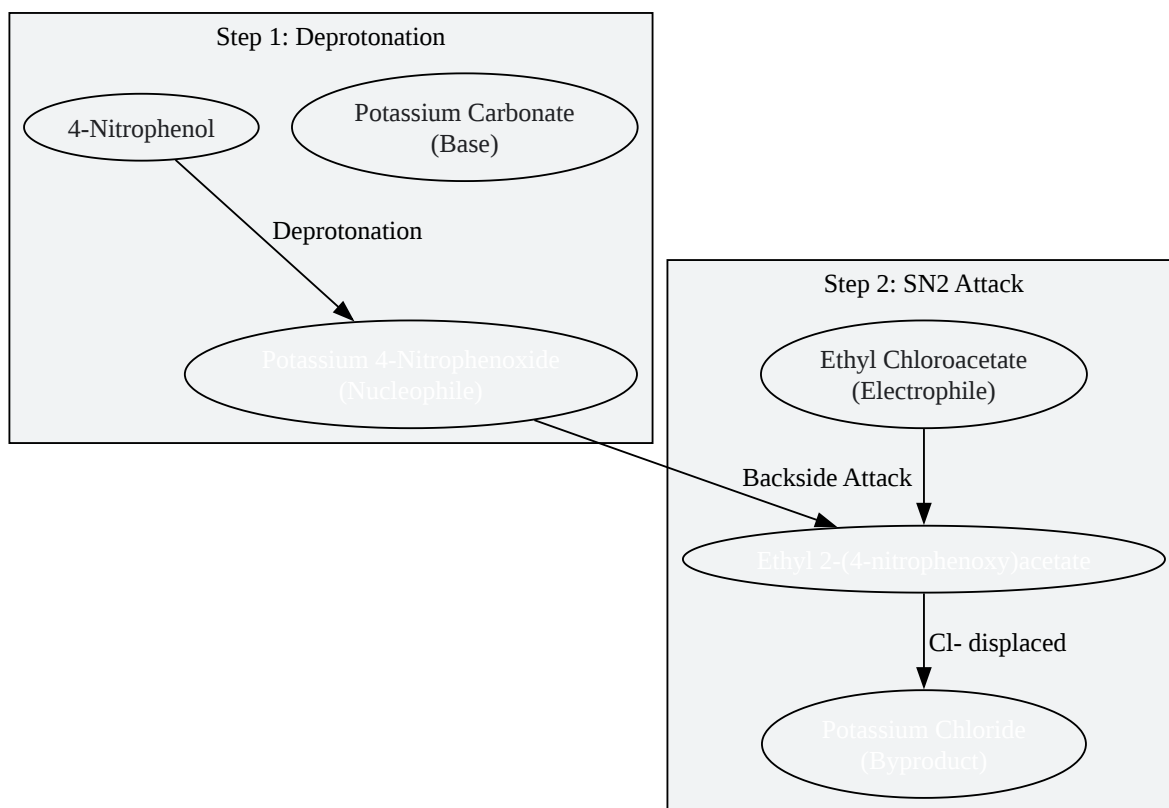 Step 1: Deprotonation
4-Nitrophenol
Potassium Carbonate
(Base)
Deprotonation
Potassium 4-Nitrophenoxide
(Nucleophile)
Step 2: SN2 Attack
Ethyl Chloroacetate
(Electrophile)
Backside Attack
Ethyl 2-(4-nitrophenoxy)acetate
Cl- displaced
Potassium Chloride
(Byproduct)